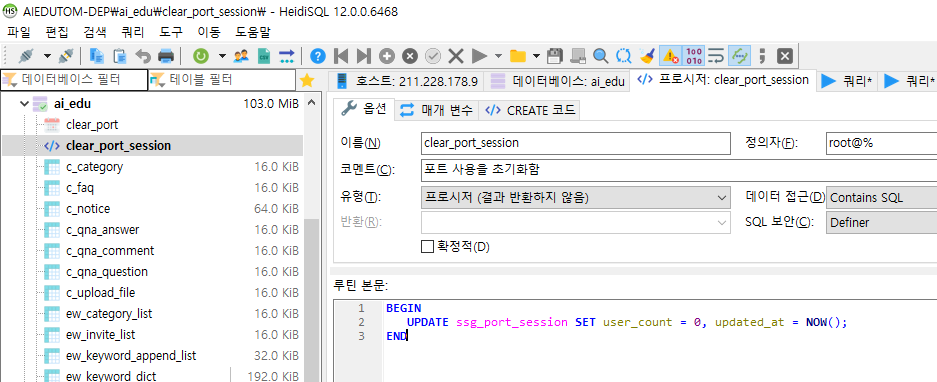 AIEDUTOM-DEP\ai_edu\clear_port_session\ - HeidiSQL 12.0.0.6468
파일 편집 검색 쿼리 도구 이동 도움말
데이터베이스 필터 테이블 필터
호스트: 211.228.178.9 데이터베이스: ai_edu 프로시저: clear_port_session 쿼리* 쿼리*
ai_edu 103.0 MiB
clear_port
clear_port_session
c_category 16.0 KiB
c_faq 16.0 KiB
c_notice 64.0 KiB
c_qna_answer 16.0 KiB
c_qna_comment 16.0 KiB
c_qna_question 16.0 KiB
c_upload_file 16.0 KiB
ew_category_list 16.0 KiB
ew_invite_list 16.0 KiB
ew_keyword_append_list 32.0 KiB
ew_keyword_dict 192.0 KiB
옵션 매개 변수 CREATE 코드
이름(N) clear_port_session 정의자(F): root@%
코멘트(C): 포트 사용을 초기화함
유형(T): 프로시저 (결과 반환하지 않음) 데이터 접근(D) Contains SQL
반환(R): SQL 보안(C): Definer
확정적(D)
루틴 본문:
1 BEGIN
2 UPDATE ssg_port_session SET user_count = 0, updated_at = NOW();
3 END